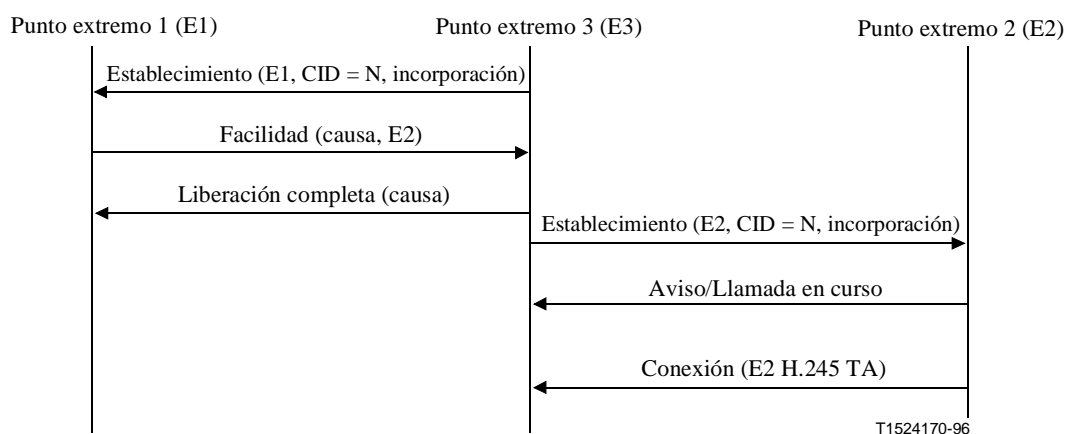 Punto extremo 1 (E1)
Punto extremo 3 (E3)
Punto extremo 2 (E2)
Establecimiento (E1, CID = N, incorporación)
Facilidad (causa, E2)
Liberación completa (causa)
Establecimiento (E2, CID = N, incorporación)
Aviso/Llamada en curso
Conexión (E2 H.245 TA)
T1524170-96